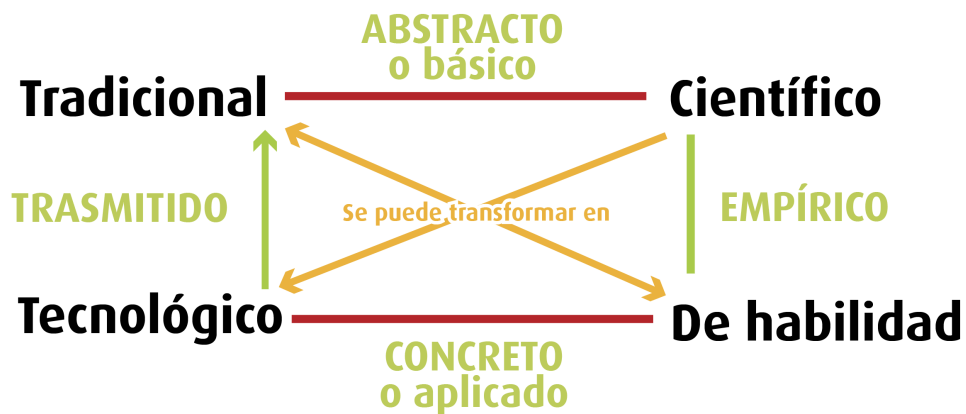 ABSTRACTO
o básico
Tradicional
Científico
TRASMITIDO
Se puede transformar en
EMPÍRICO
Tecnológico
De habilidad
CONCRETO
o aplicado